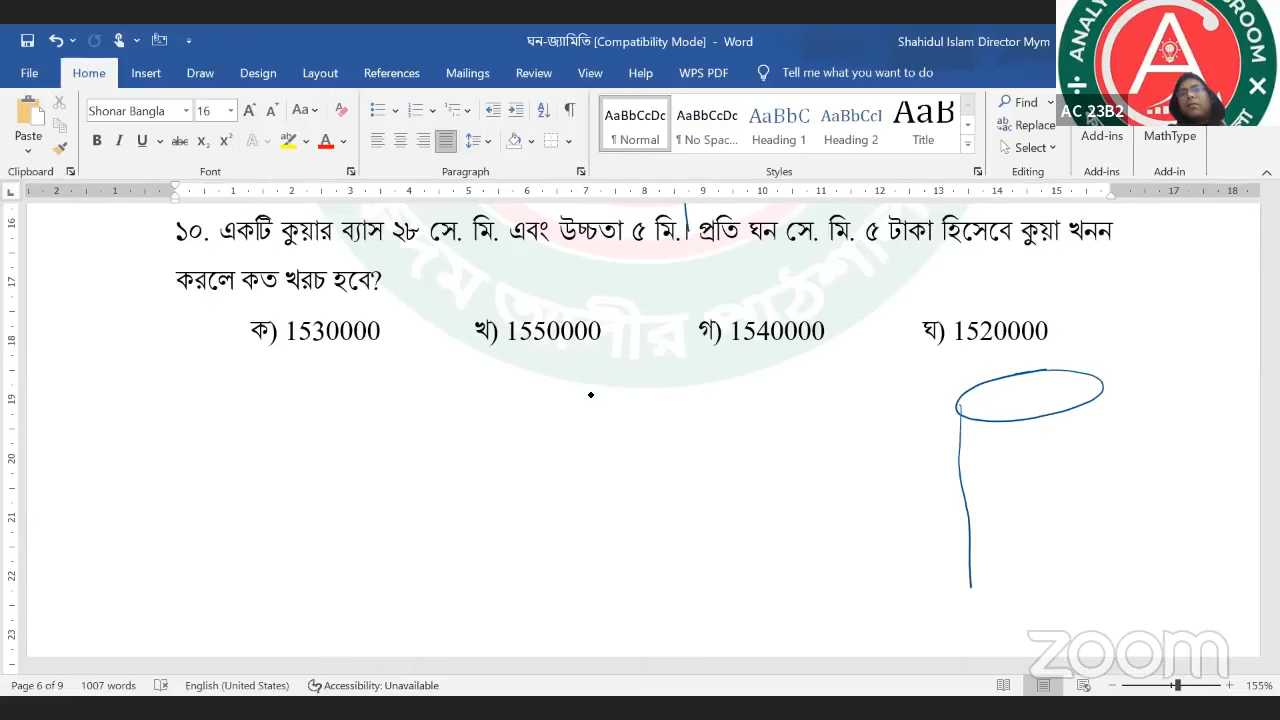 ঘন-জ্যামিতি [Compatibility Mode] - Word
Shahidul Islam Director Mym
AC 23B2
File Home Insert Draw Design Layout References Mailings Review View Help WPS PDF Tell me what you want to do
Paste
Shonar Bangla 16
AaBbCcDc AaBbCcDc AaBbC AaBbCcI AaB
¶ Normal ¶ No Spac... Heading 1 Heading 2 Title
Find
Replace
Select
Add-ins
MathType
Clipboard Font Paragraph Styles Editing Add-ins Add-in
১০. একটি কুয়ার ব্যাস ২৮ সে. মি. এবং উচ্চতা ৫ মি. প্রতি ঘন সে. মি. ৫ টাকা হিসেবে কুয়া খনন
করলে কত খরচ হবে?
ক) 1530000 খ) 1550000 গ) 1540000 ঘ) 1520000
zoom
Page 6 of 9 1007 words English (United States) Accessibility: Unavailable 155%